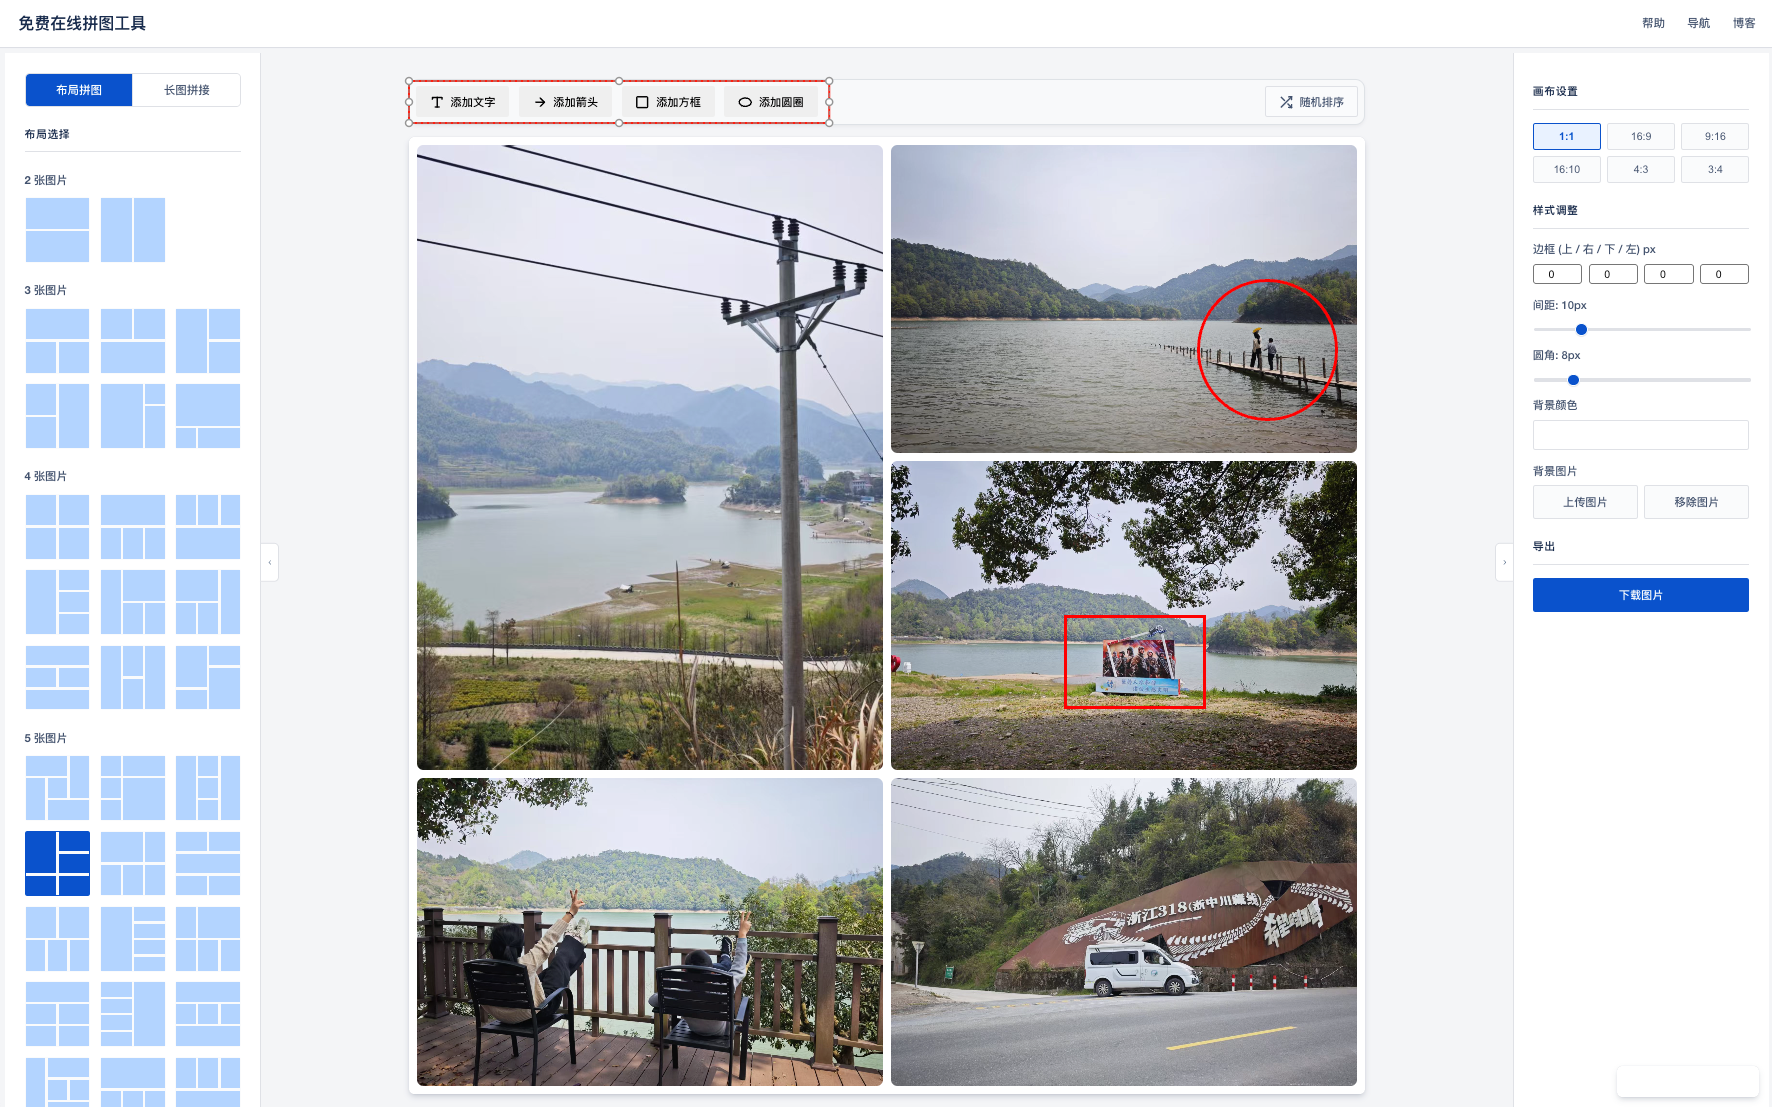 免费在线拼图工具
帮助
导航
博客
布局拼图
长图拼接
布局选择
2 张图片
3 张图片
4 张图片
5 张图片
添加文字
添加箭头
添加方框
添加圆圈
随机排序
浙江318(浙中川藏线)
画布设置
1:1
16:9
9:16
16:10
4:3
3:4
样式调整
边框 (上 / 右 / 下 / 左) px
0
0
0
0
间距: 10px
圆角: 8px
背景颜色
背景图片
上传图片
移除图片
导出
下载图片